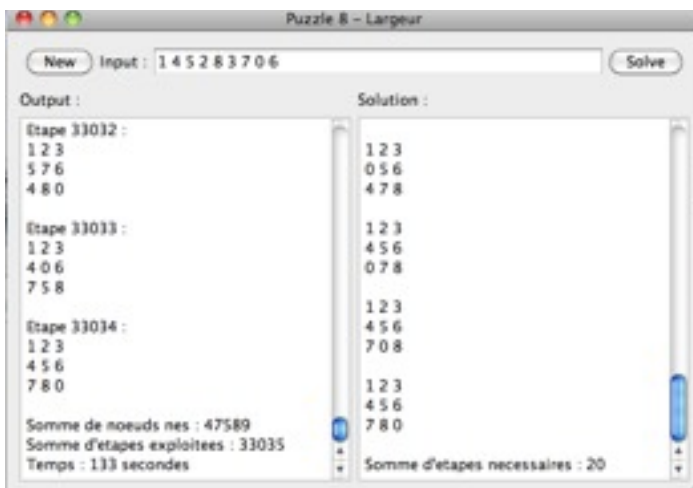 Puzzle 8 - Largeur
New Input : 1 4 5 2 8 3 7 0 6 Solve
Output :
Etape 33032 :
1 2 3
5 7 6
4 8 0
Etape 33033 :
1 2 3
4 0 6
7 5 8
Etape 33034 :
1 2 3
4 5 6
7 8 0
Somme de noeuds nes : 47589
Somme d'etapes exploitees : 33035
Temps : 133 secondes
Solution :
1 2 3
0 5 6
4 7 8
1 2 3
4 5 6
0 7 8
1 2 3
4 5 6
7 0 8
1 2 3
4 5 6
7 8 0
Somme d'etapes necessaires : 20